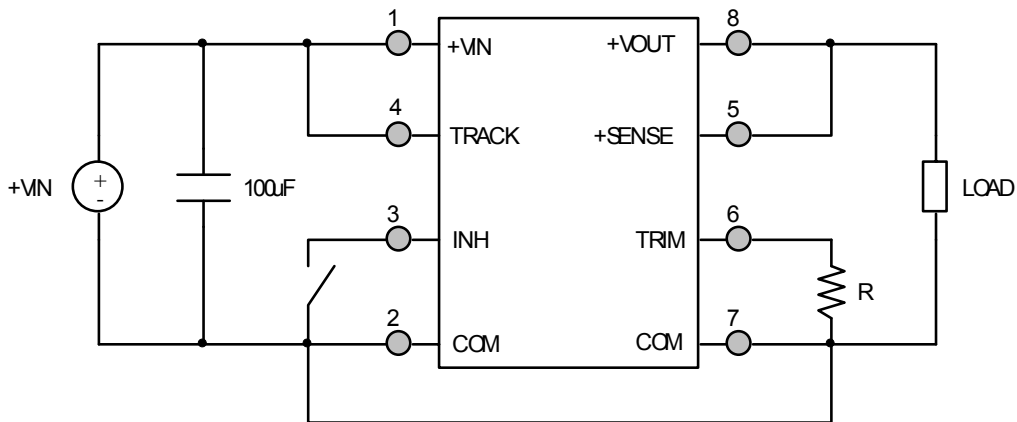 1
8
+VIN
+VOUT
4
5
TRACK
+SENSE
+VIN
+
-
100uF
LOAD
3
6
INH
TRIM
R
2
7
COM
COM